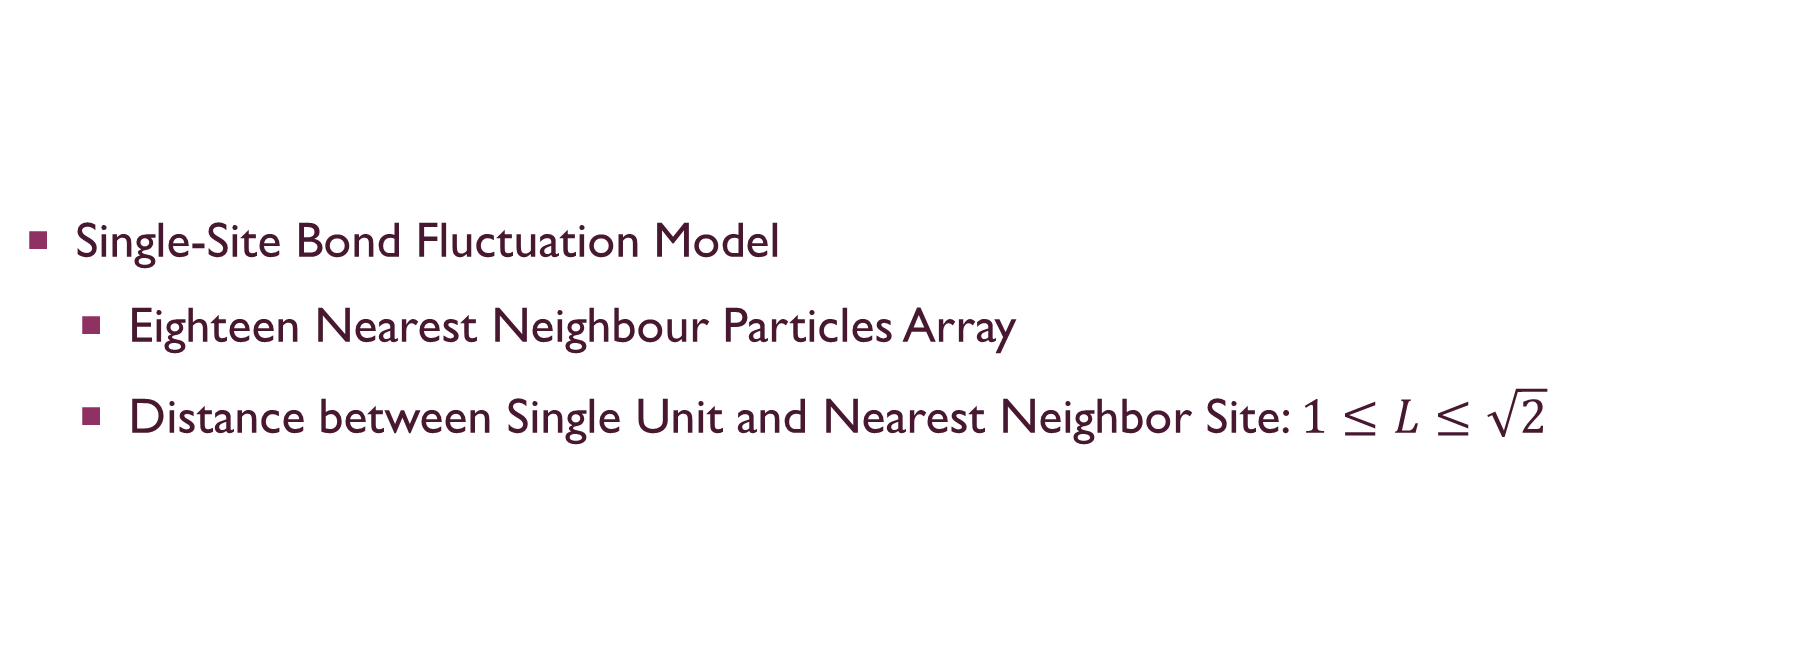 ▪ Single-Site Bond Fluctuation Model
▪ Eighteen Nearest Neighbour Particles Array
▪ Distance between Single Unit and Nearest Neighbor Site: 1 ≤ L ≤ √2